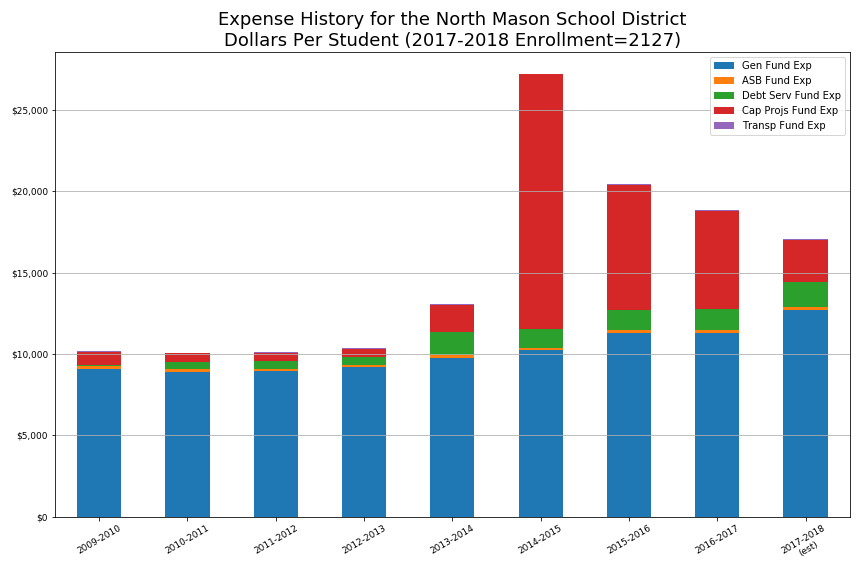 Expense History for the North Mason School District
Dollars Per Student (2017-2018 Enrollment=2127)
Gen Fund Exp
ASB Fund Exp
Debt Serv Fund Exp
Cap Projs Fund Exp
Transp Fund Exp
$25,000
$20,000
$15,000
$10,000
$5,000
$0
2009-2010
2010-2011
2011-2012
2012-2013
2013-2014
2014-2015
2015-2016
2016-2017
2017-2018
(est)